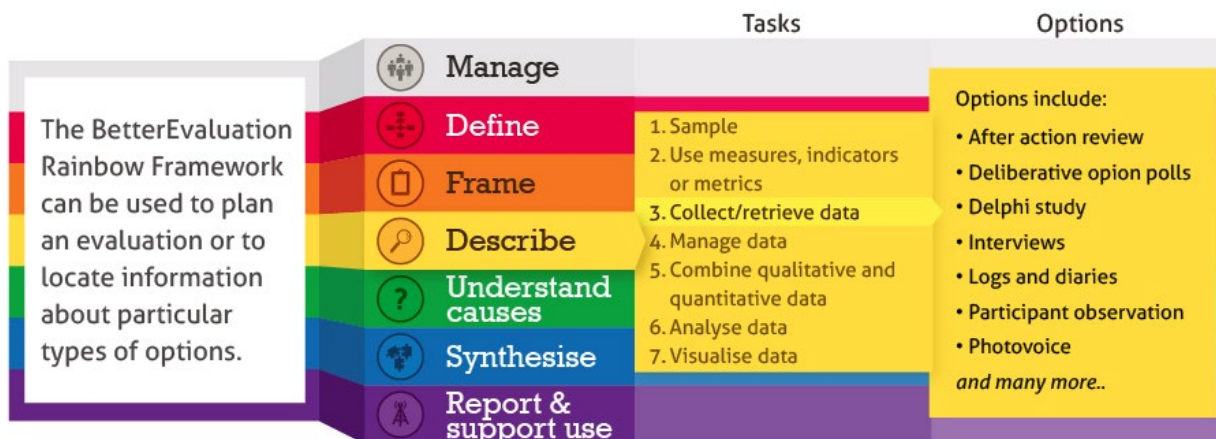 Tasks
Options
The BetterEvaluation
Rainbow Framework
can be used to plan
an evaluation or to
locate information
about particular
types of options.
Manage
Define
Frame
Describe
Understand
causes
?
Synthesise
Report &
support use
1. Sample
2. Use measures, indicators
or metrics
3. Collect/retrieve data
4. Manage data
5. Combine qualitative and
quantitative data
6. Analyse data
7. Visualise data
Options include:
• After action review
• Deliberative opion polls
• Delphi study
• Interviews
• Logs and diaries
• Participant observation
• Photovoice
and many more..